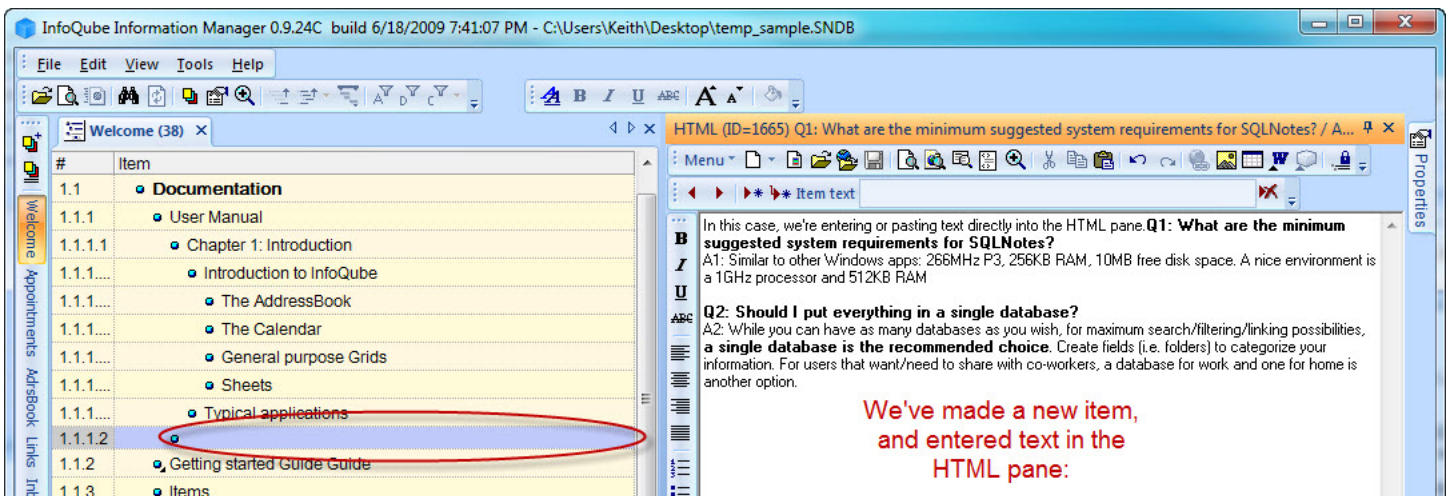 InfoQube Information Manager 0.9.24C build 6/18/2009 7:41:07 PM - C:\Users\Keith\Desktop\temp_sample.SNDB
File Edit View Tools Help
B I U ABC A A
Welcome (38)
# Item
1.1 Documentation
1.1.1 User Manual
1.1.1.1 Chapter 1: Introduction
1.1.1.... Introduction to InfoQube
1.1.1.... The AddressBook
1.1.1.... The Calendar
1.1.1.... General purpose Grids
1.1.1.... Sheets
1.1.1.... Typical applications
1.1.1.2
1.1.2 Getting started Guide Guide
1.1.3 Items
Welcome
Appointments
AdrsBook
Links
HTML (ID=1665) Q1: What are the minimum suggested system requirements for SQLNotes? / A...
Menu
Item text
Properties
B
I
U
ABC
In this case, we're entering or pasting text directly into the HTML pane.Q1: What are the minimum
suggested system requirements for SQLNotes?
A1: Similar to other Windows apps: 266MHz P3, 256KB RAM, 10MB free disk space. A nice environment is
a 1GHz processor and 512KB RAM
Q2: Should I put everything in a single database?
A2: While you can have as many databases as you wish, for maximum search/filtering/linking possibilities,
a single database is the recommended choice. Create fields (i.e. folders) to categorize your
information. For users that want/need to share with co-workers, a database for work and one for home is
another option.
We've made a new item,
and entered text in the
HTML pane: